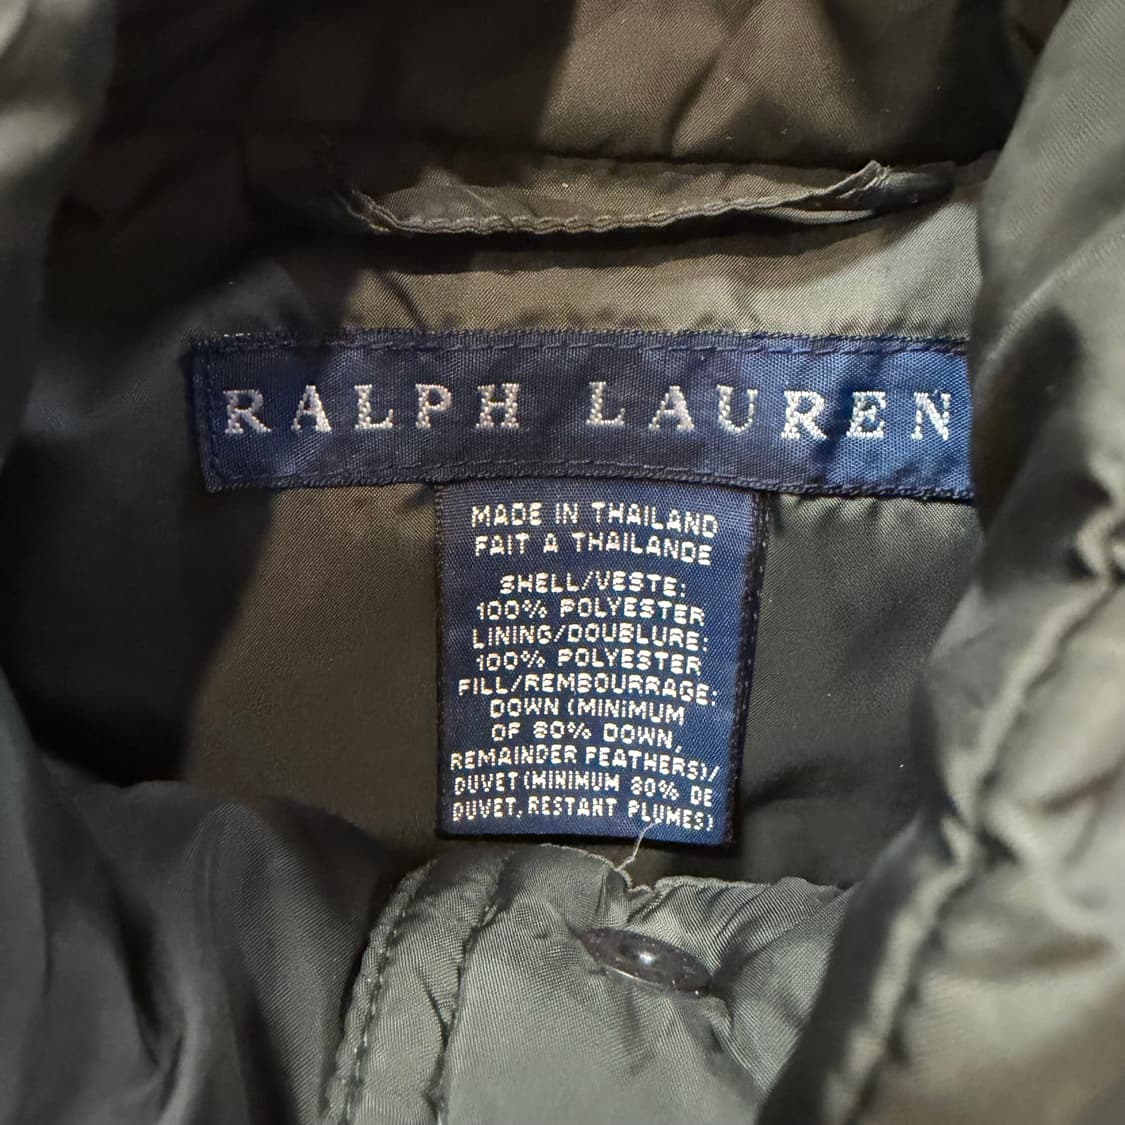 RALPH LAUREN
MADE IN THAILAND
FAIT A THAILANDE
SHELL/VESTE:
100% POLYESTER
LINING/DOUBLURE:
100% POLYESTER
FILL/REMBOURRAGE:
DOWN (MINIMUM
OF 80% DOWN,
REMAINDER FEATHERS)/
DUVET (MINIMUM 80% DE
DUVET, RESTANT PLUMES)